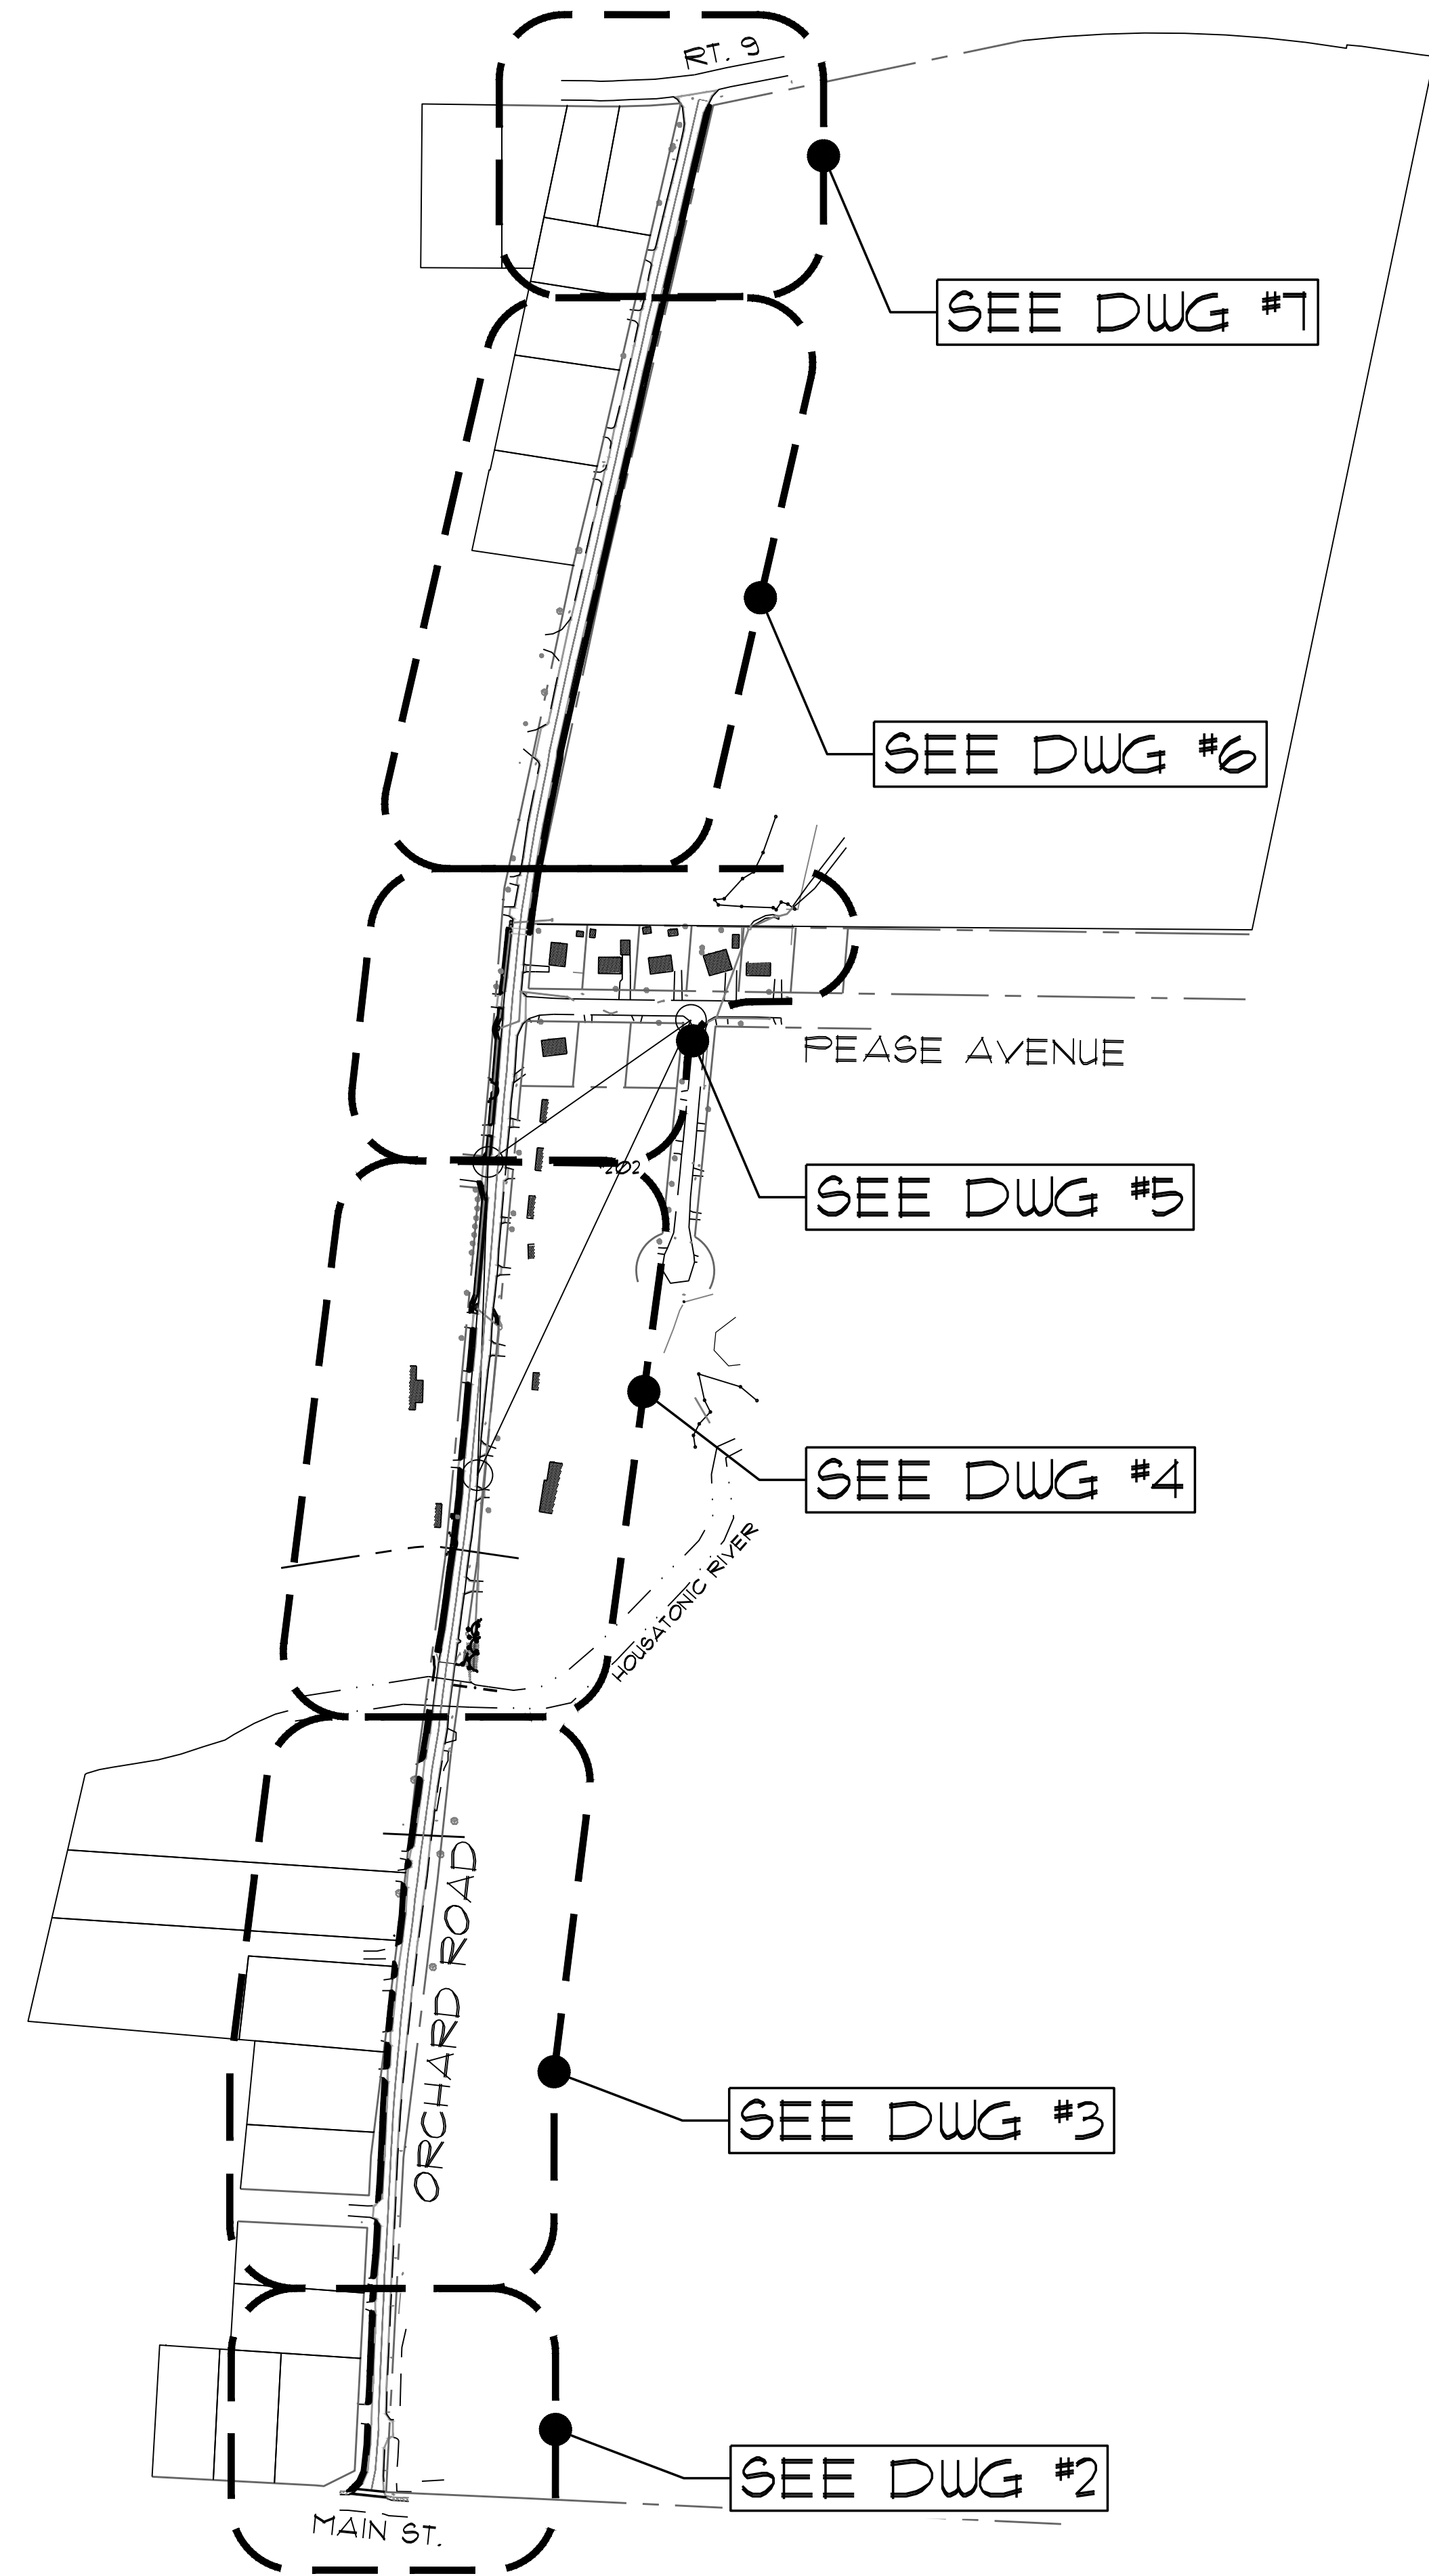 RT. 9
SEE DWG #7
SEE DWG #6
PEASE AVENUE
SEE DWG #5
SEE DWG #4
HOUSATONIC RIVER
ORCHARD ROAD
SEE DWG #3
SEE DWG #2
MAIN ST.